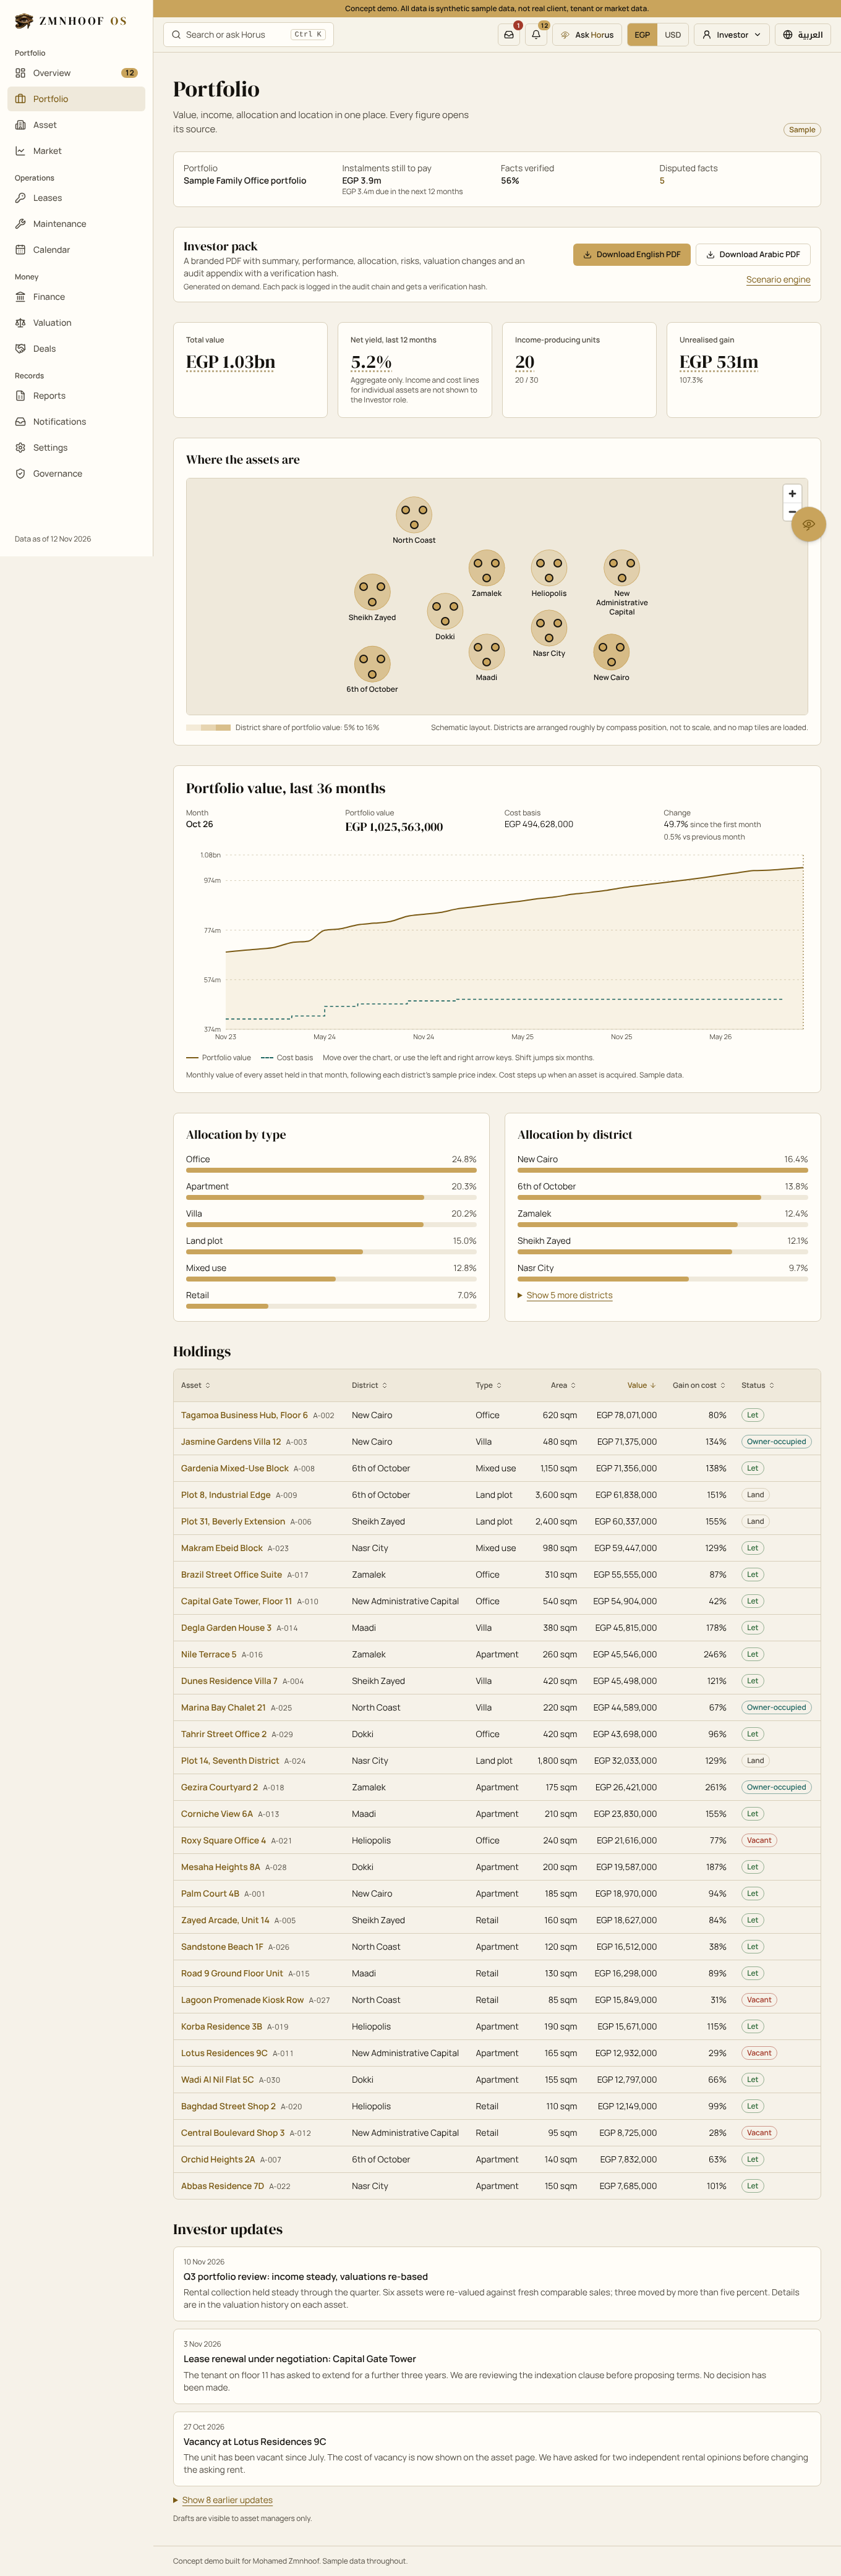 Concept demo. All data is synthetic sample data, not real client, tenant or market data.
ZMNHOOF OS
Portfolio
Overview 12
Portfolio
Asset
Market
Operations
Leases
Maintenance
Calendar
Money
Finance
Valuation
Deals
Records
Reports
Notifications
Settings
Governance
Data as of 12 Nov 2026
Search or ask Horus Ctrl K
1
12
Ask Horus
EGP USD
Investor
العربية
Portfolio
Value, income, allocation and location in one place. Every figure opens
its source.
Sample
Portfolio
Sample Family Office portfolio
Instalments still to pay
EGP 3.9m
EGP 3.4m due in the next 12 months
Facts verified
56%
Disputed facts
5
Investor pack
A branded PDF with summary, performance, allocation, risks, valuation changes and an
audit appendix with a verification hash.
Generated on demand. Each pack is logged in the audit chain and gets a verification hash.
Download English PDF
Download Arabic PDF
Scenario engine
Total value
EGP 1.03bn
Net yield, last 12 months
5.2%
Aggregate only. Income and cost lines
for individual assets are not shown to
the Investor role.
Income-producing units
20
20 / 30
Unrealised gain
EGP 531m
107.3%
Where the assets are
North Coast
Zamalek
Heliopolis
New
Administrative
Capital
Sheikh Zayed
Dokki
Nasr City
Maadi
New Cairo
6th of October
District share of portfolio value: 5% to 16%
Schematic layout. Districts are arranged roughly by compass position, not to scale, and no map tiles are loaded.
Portfolio value, last 36 months
Month
Oct 26
Portfolio value
EGP 1,025,563,000
Cost basis
EGP 494,628,000
Change
49.7% since the first month
0.5% vs previous month
1.08bn
974m
774m
574m
374m
Nov 23 May 24 Nov 24 May 25 Nov 25 May 26
Portfolio value Cost basis Move over the chart, or use the left and right arrow keys. Shift jumps six months.
Monthly value of every asset held in that month, following each district's sample price index. Cost steps up when an asset is acquired. Sample data.
Allocation by type
Office 24.8%
Apartment 20.3%
Villa 20.2%
Land plot 15.0%
Mixed use 12.8%
Retail 7.0%
Allocation by district
New Cairo 16.4%
6th of October 13.8%
Zamalek 12.4%
Sheikh Zayed 12.1%
Nasr City 9.7%
Show 5 more districts
Holdings
Asset District Type Area Value Gain on cost Status
Tagamoa Business Hub, Floor 6 A-002 New Cairo Office 620 sqm EGP 78,071,000 80% Let
Jasmine Gardens Villa 12 A-003 New Cairo Villa 480 sqm EGP 71,375,000 134% Owner-occupied
Gardenia Mixed-Use Block A-008 6th of October Mixed use 1,150 sqm EGP 71,356,000 138% Let
Plot 8, Industrial Edge A-009 6th of October Land plot 3,600 sqm EGP 61,838,000 151% Land
Plot 31, Beverly Extension A-006 Sheikh Zayed Land plot 2,400 sqm EGP 60,337,000 155% Land
Makram Ebeid Block A-023 Nasr City Mixed use 980 sqm EGP 59,447,000 129% Let
Brazil Street Office Suite A-017 Zamalek Office 310 sqm EGP 55,555,000 87% Let
Capital Gate Tower, Floor 11 A-010 New Administrative Capital Office 540 sqm EGP 54,904,000 42% Let
Degla Garden House 3 A-014 Maadi Villa 380 sqm EGP 45,815,000 178% Let
Nile Terrace 5 A-016 Zamalek Apartment 260 sqm EGP 45,546,000 246% Let
Dunes Residence Villa 7 A-004 Sheikh Zayed Villa 420 sqm EGP 45,498,000 121% Let
Marina Bay Chalet 21 A-025 North Coast Villa 220 sqm EGP 44,589,000 67% Owner-occupied
Tahrir Street Office 2 A-029 Dokki Office 420 sqm EGP 43,698,000 96% Let
Plot 14, Seventh District A-024 Nasr City Land plot 1,800 sqm EGP 32,033,000 129% Land
Gezira Courtyard 2 A-018 Zamalek Apartment 175 sqm EGP 26,421,000 261% Owner-occupied
Corniche View 6A A-013 Maadi Apartment 210 sqm EGP 23,830,000 155% Let
Roxy Square Office 4 A-021 Heliopolis Office 240 sqm EGP 21,616,000 77% Vacant
Mesaha Heights 8A A-028 Dokki Apartment 200 sqm EGP 19,587,000 187% Let
Palm Court 4B A-001 New Cairo Apartment 185 sqm EGP 18,970,000 94% Let
Zayed Arcade, Unit 14 A-005 Sheikh Zayed Retail 160 sqm EGP 18,627,000 84% Let
Sandstone Beach 1F A-026 North Coast Apartment 120 sqm EGP 16,512,000 38% Let
Road 9 Ground Floor Unit A-015 Maadi Retail 130 sqm EGP 16,298,000 89% Let
Lagoon Promenade Kiosk Row A-027 North Coast Retail 85 sqm EGP 15,849,000 31% Vacant
Korba Residence 3B A-019 Heliopolis Apartment 190 sqm EGP 15,671,000 115% Let
Lotus Residences 9C A-011 New Administrative Capital Apartment 165 sqm EGP 12,932,000 29% Vacant
Wadi Al Nil Flat 5C A-030 Dokki Apartment 155 sqm EGP 12,797,000 66% Let
Baghdad Street Shop 2 A-020 Heliopolis Retail 110 sqm EGP 12,149,000 99% Let
Central Boulevard Shop 3 A-012 New Administrative Capital Retail 95 sqm EGP 8,725,000 28% Vacant
Orchid Heights 2A A-007 6th of October Apartment 140 sqm EGP 7,832,000 63% Let
Abbas Residence 7D A-022 Nasr City Apartment 155 sqm EGP 7,685,000 101% Let
Investor updates
10 Nov 2026
Q3 portfolio review: income steady, valuations re-based
Rental collection held steady through the quarter. Six assets were re-valued against fresh comparable sales; three moved by more than five percent. Details
are in the valuation history on each asset.
3 Nov 2026
Lease renewal under negotiation: Capital Gate Tower
The tenant on floor 11 has asked to extend for a further three years. We are reviewing the indexation clause before proposing terms. No decision has
been made.
27 Oct 2026
Vacancy at Lotus Residences 9C
The unit has been vacant since July. The cost of vacancy is now shown on the asset page. We have asked for two independent rental opinions before changing
the asking rent.
Show 8 earlier updates
Drafts are visible to asset managers only.
Concept demo built for Mohamed Zmnhoof. Sample data throughout.